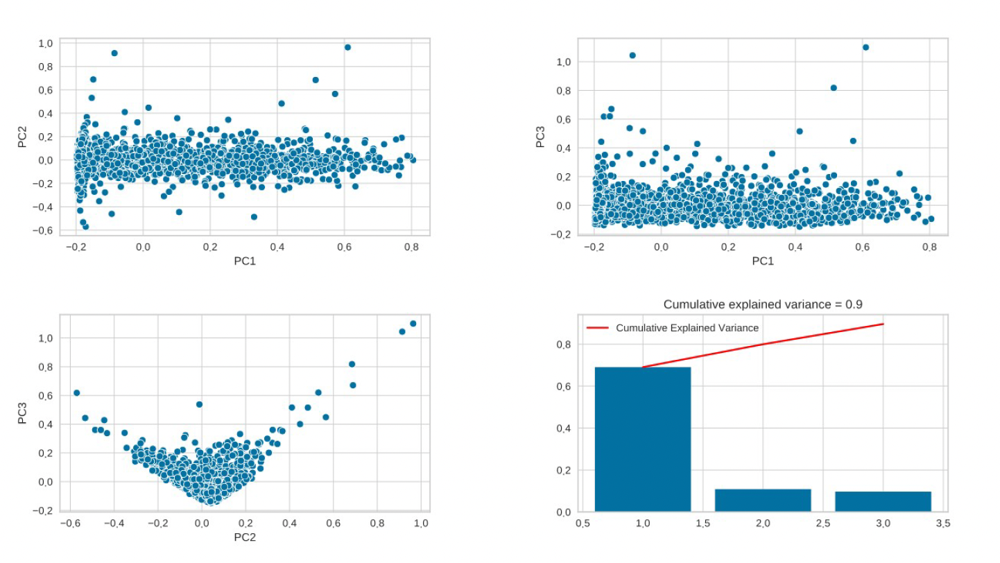 1,0
0,8
0,6
0,4
0,2
0,0
−0,2
−0,4
−0,6
PC2
−0,2 0,0 0,2 0,4 0,6 0,8
PC1
1,0
0,8
0,6
0,4
0,2
0,0
−0,2
PC3
−0,2 0,0 0,2 0,4 0,6 0,8
PC1
1,0
0,8
0,6
0,4
0,2
0,0
−0,2
PC3
−0,6 −0,4 −0,2 0,0 0,2 0,4 0,6 0,8 1,0
PC2
Cumulative explained variance = 0.9
Cumulative Explained Variance
0,8
0,6
0,4
0,2
0,0
0,5 1,0 1,5 2,0 2,5 3,0 3,5